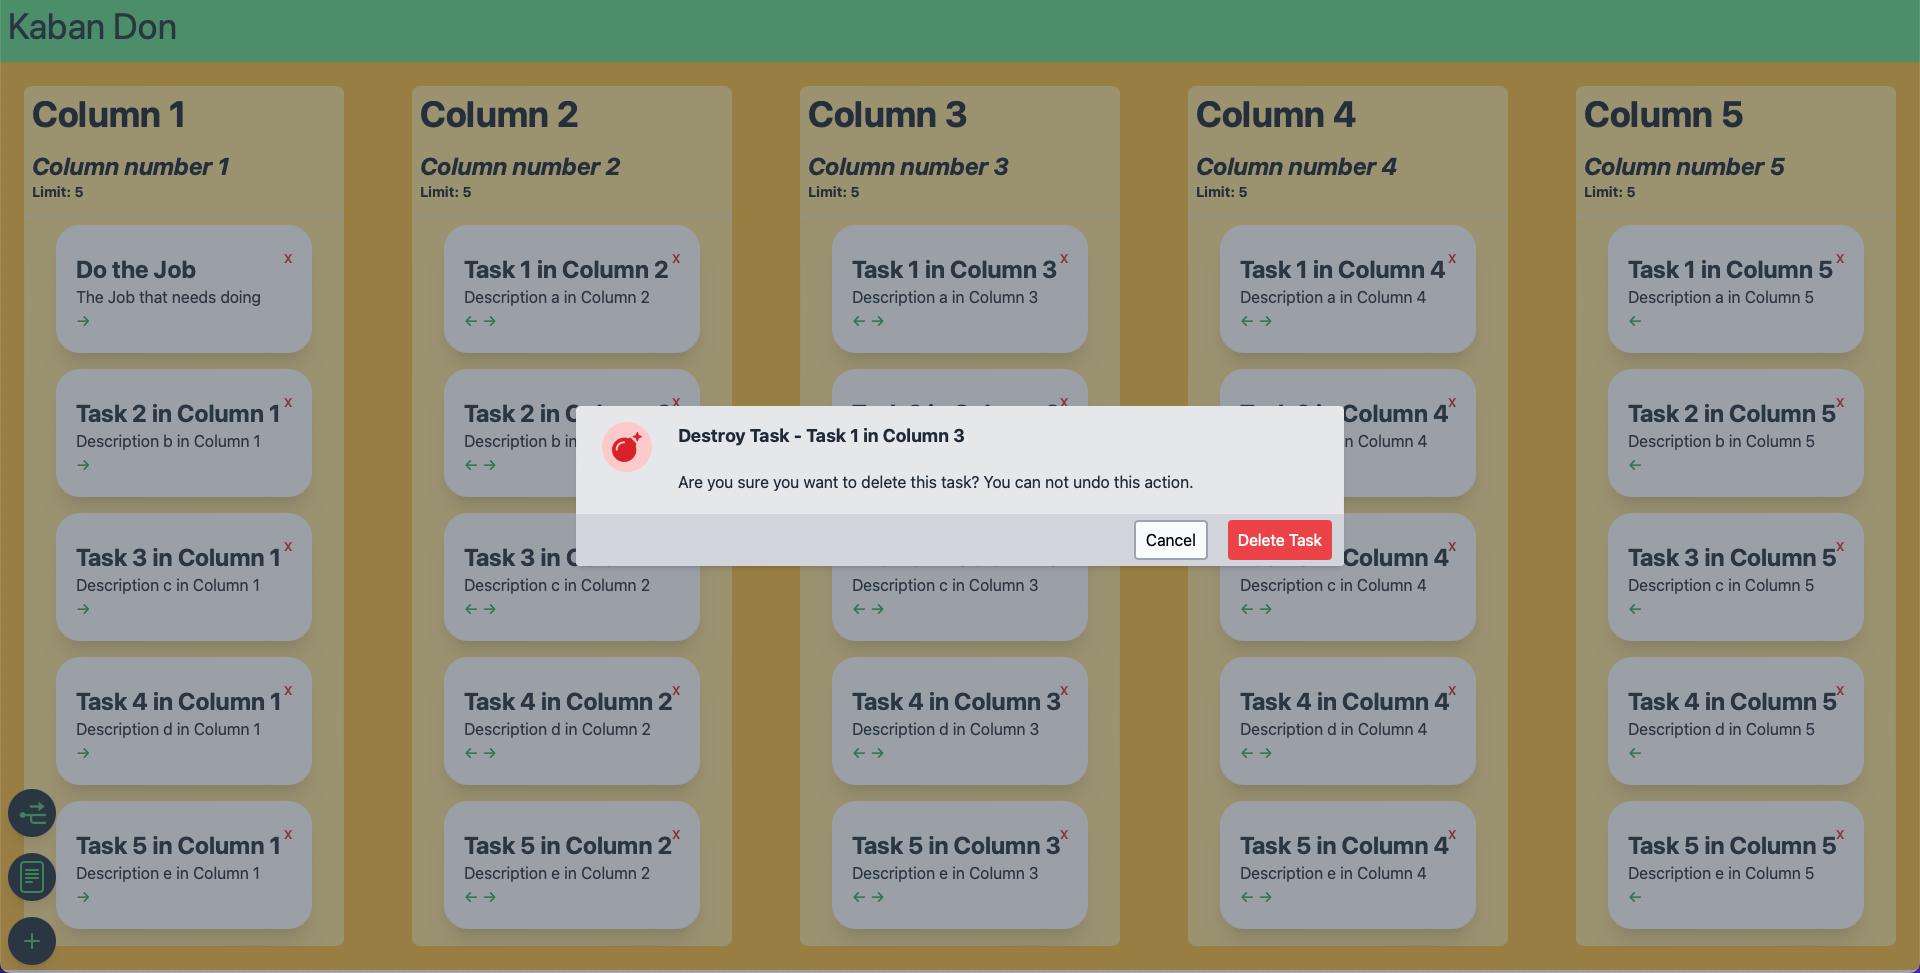 Kaban Don
Column 1
Column number 1
Limit: 5
Do the Job
x
The Job that needs doing
→
Task 2 in Column 1
x
Description b in Column 1
→
Task 3 in Column 1
x
Description c in Column 1
→
Task 4 in Column 1
x
Description d in Column 1
→
Task 5 in Column 1
x
Description e in Column 1
→
Column 2
Column number 2
Limit: 5
Task 1 in Column 2
x
Description a in Column 2
← →
Task 2 in
x
Description b in
← →
Task 3 in
Description c in Column 2
← →
Task 4 in Column 2
x
Description d in Column 2
← →
Task 5 in Column 2
x
Description e in Column 2
← →
Column 3
Column number 3
Limit: 5
Task 1 in Column 3
x
Description a in Column 3
← →
x
Destroy Task - Task 1 in Column 3
Are you sure you want to delete this task? You can not undo this action.
Cancel
Delete Task
Description c in Column 3
← →
Task 4 in Column 3
x
Description d in Column 3
← →
Task 5 in Column 3
x
Description e in Column 3
← →
Column 4
Column number 4
Limit: 5
Task 1 in Column 4
x
Description a in Column 4
← →
Column 4
x
in Column 4
Column 4
x
Description c in Column 4
← →
Task 4 in Column 4
x
Description d in Column 4
← →
Task 5 in Column 4
x
Description e in Column 4
← →
Column 5
Column number 5
Limit: 5
Task 1 in Column 5
x
Description a in Column 5
←
Task 2 in Column 5
x
Description b in Column 5
←
Task 3 in Column 5
x
Description c in Column 5
←
Task 4 in Column 5
x
Description d in Column 5
←
Task 5 in Column 5
x
Description e in Column 5
←